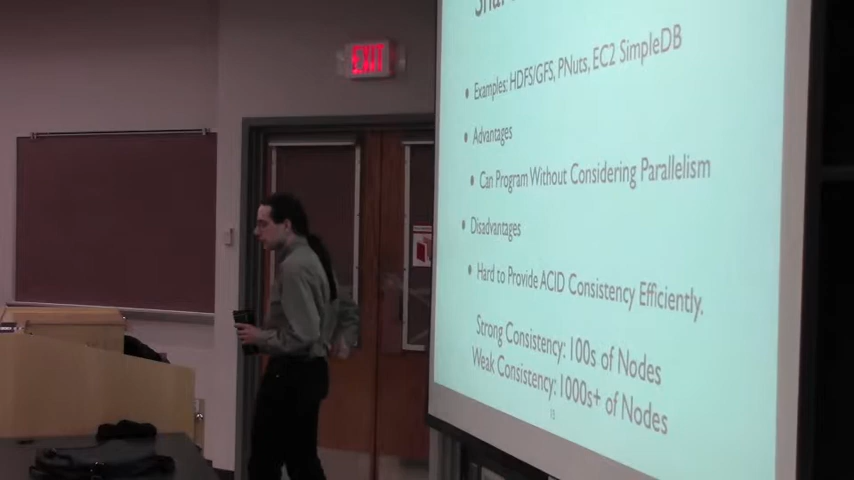 EXIT
• Examples: HDFS/GFS, PNuts, EC2 SimpleDB
• Advantages
• Can Program Without Considering Parallelism
• Disadvantages
• Hard to Provide ACID Consistency Efficiently.
Strong Consistency: 100s of Nodes
Weak Consistency: 1000s+ of Nodes